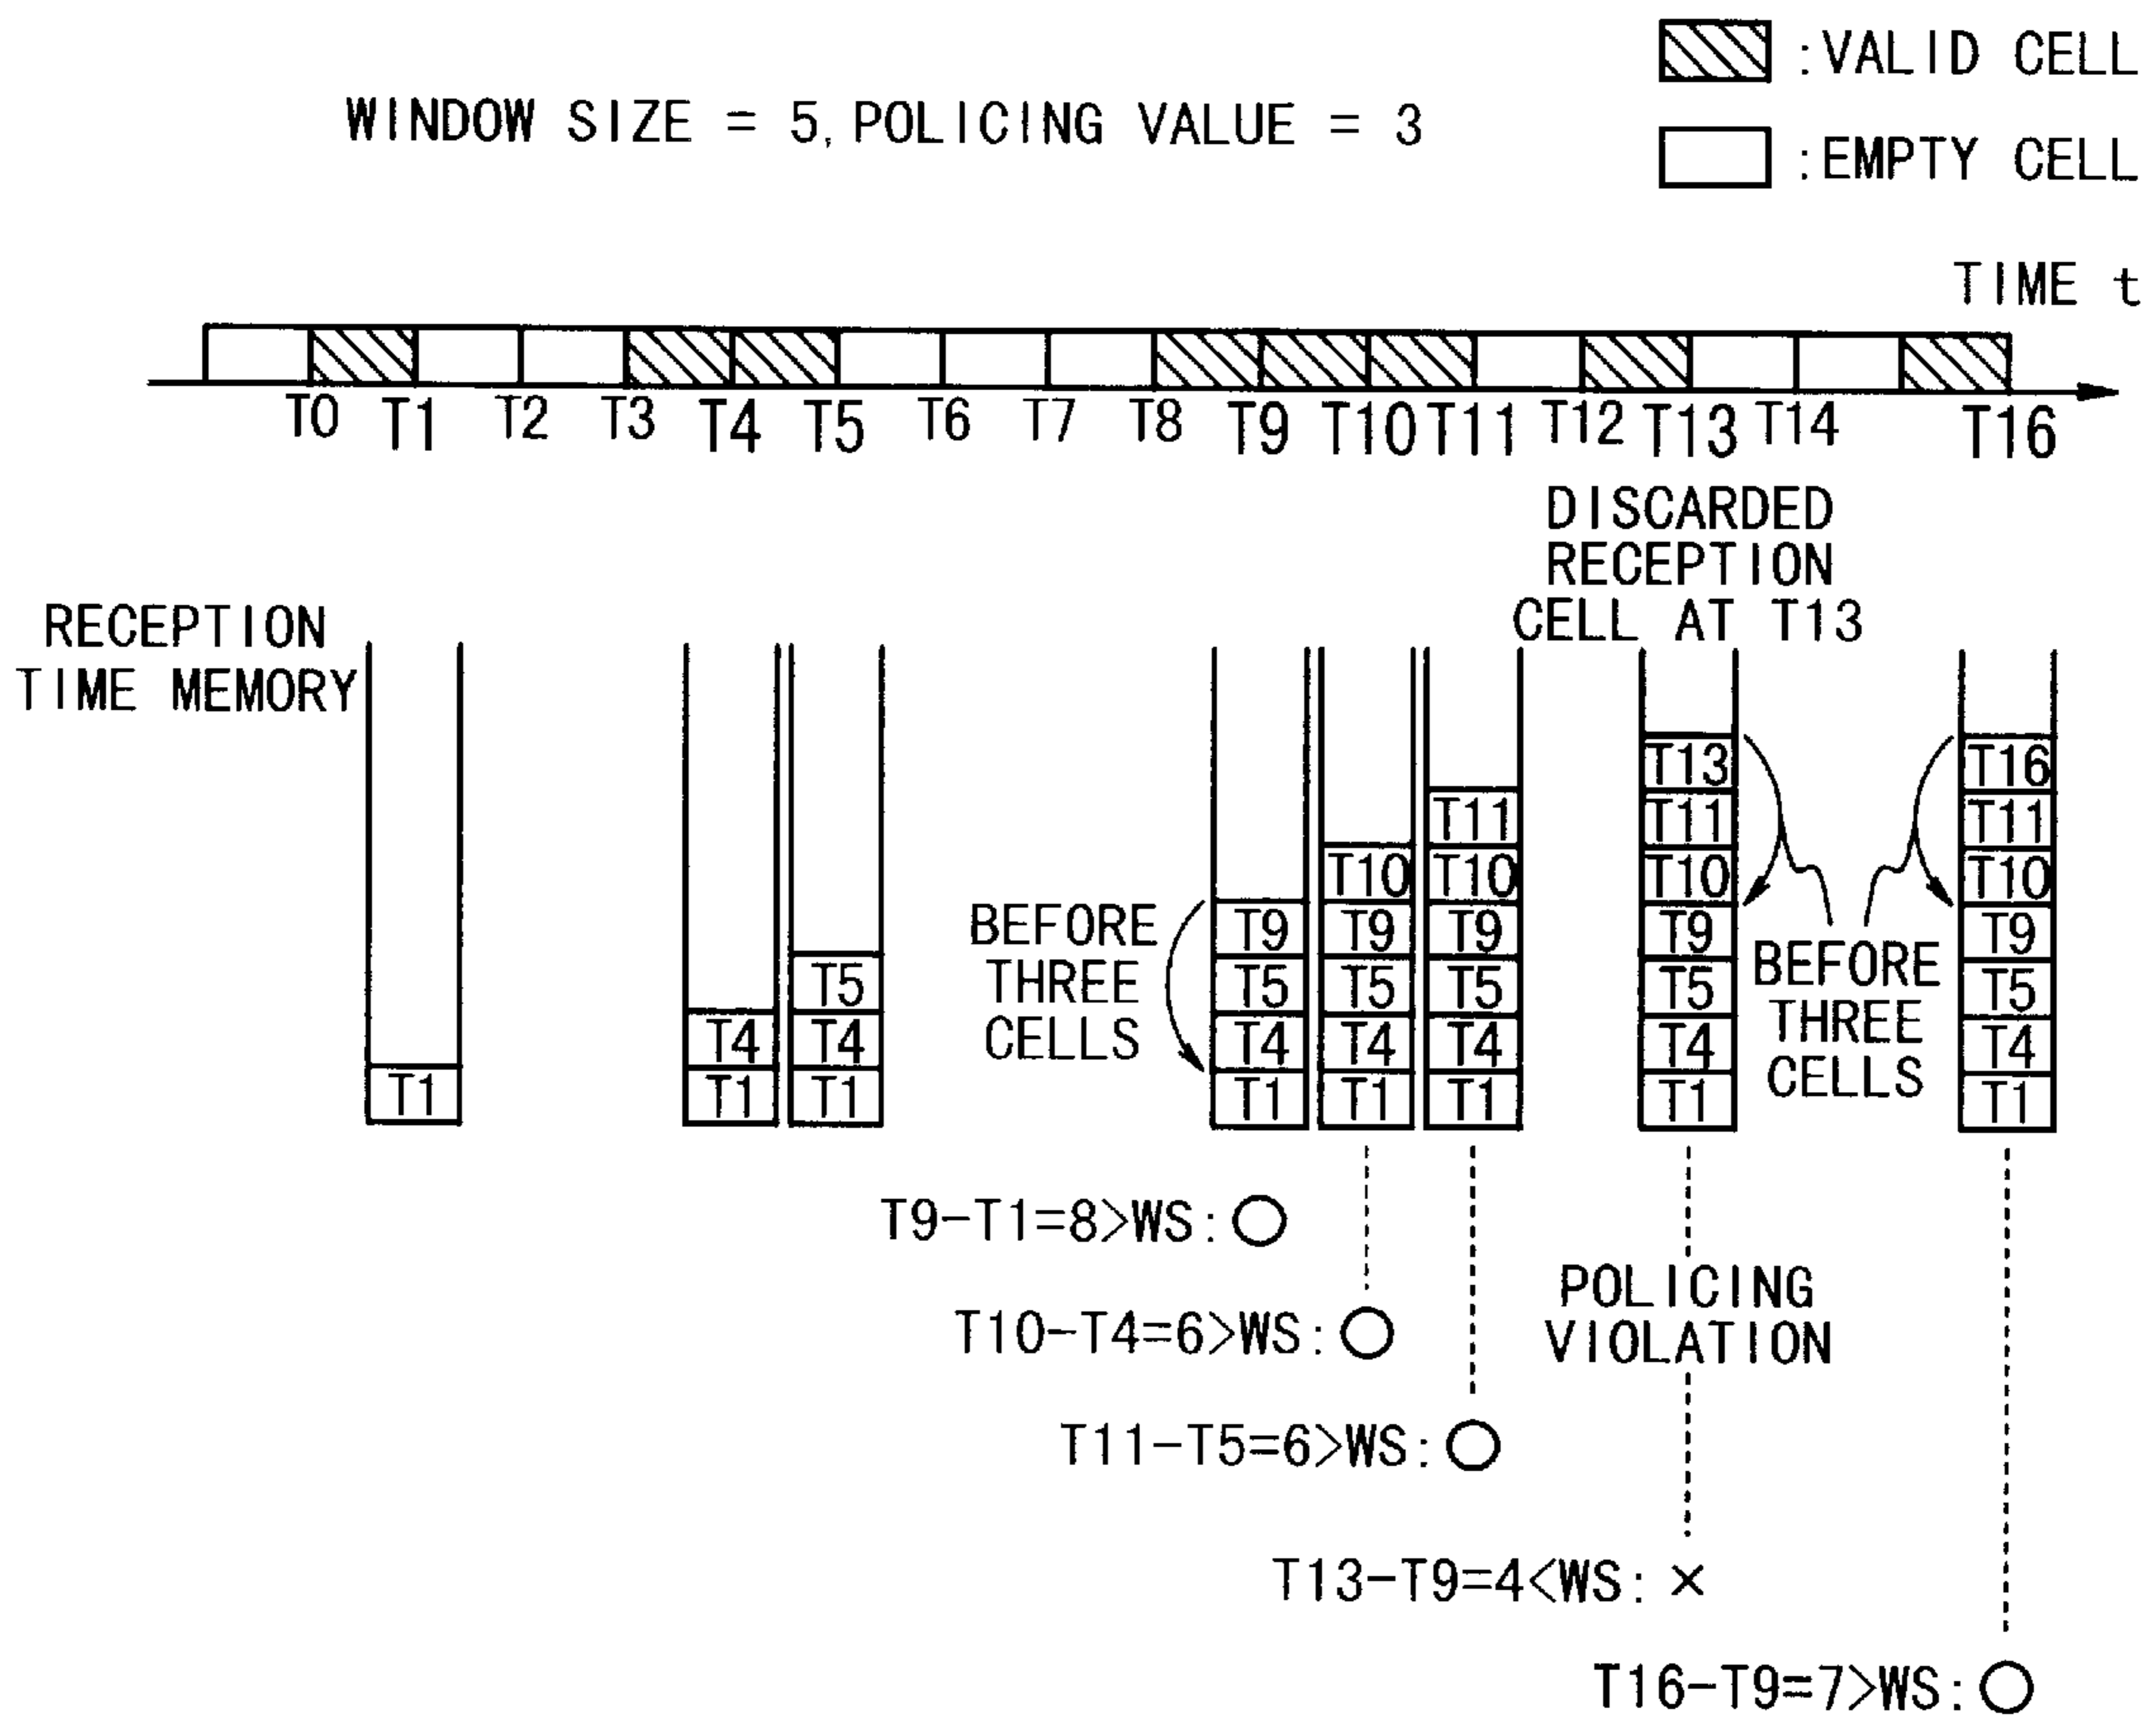 :VALID CELL
WINDOW SIZE = 5, POLICING VALUE = 3
:EMPTY CELL
TIME t
T0 T1 T2 T3 T4 T5 T6 T7 T8 T9 T10 T11 T12 T13 T14 T16
DISCARDED
RECEPTION
CELL AT T13
RECEPTION
TIME MEMORY
T1
T4
T1
T5
T4
T1
BEFORE
THREE
CELLS
T9
T5
T4
T1
T10
T9
T5
T4
T1
T11
T10
T9
T5
T4
T1
T13
T11
T10
T9
T5
T4
T1
BEFORE
THREE
CELLS
T16
T11
T10
T9
T5
T4
T1
T9-T1=8>WS:○
T10-T4=6>WS:○
POLICING
VIOLATION
T11-T5=6>WS:○
T13-T9=4<WS:×
T16-T9=7>WS:○